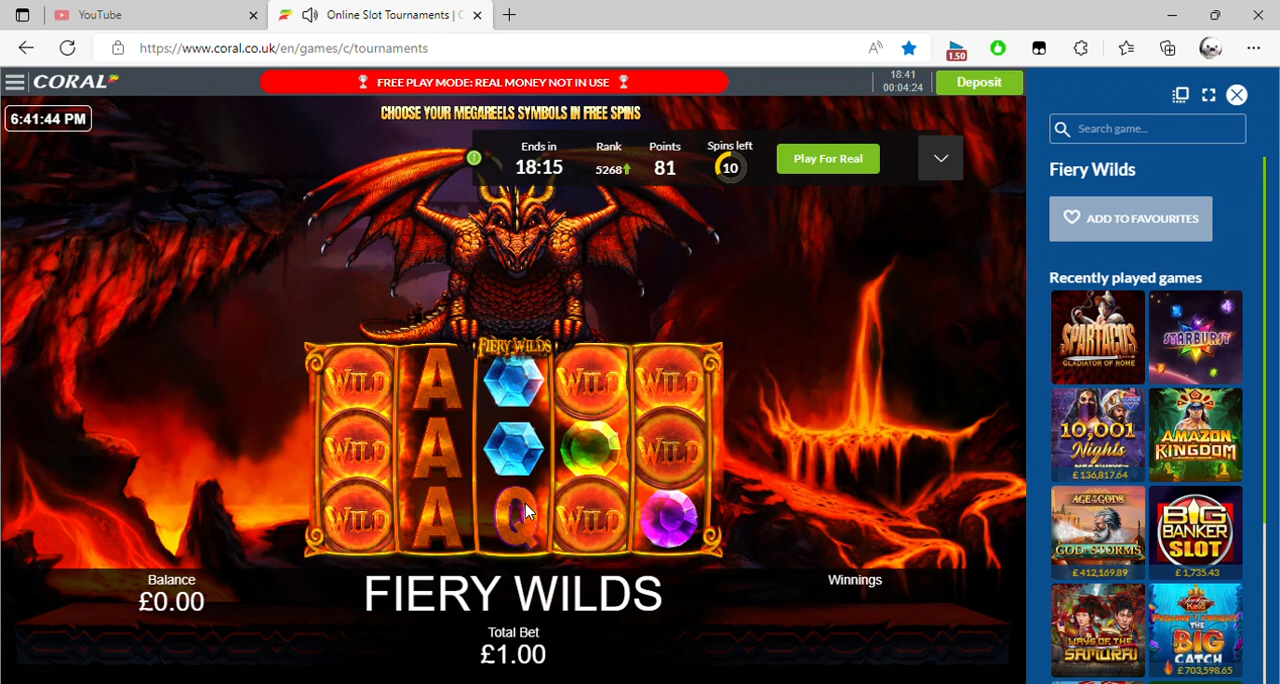 YouTube
Online Slot Tournaments | C
https://www.coral.co.uk/en/games/c/tournaments
1.50
CORAL
FREE PLAY MODE: REAL MONEY NOT IN USE
18:41
00:04:24
Deposit
6:41:44 PM
CHOOSE YOUR MEGAREELS SYMBOLS IN FREE SPINS
Ends in
18:15
Rank
5268
Points
81
Spins left
10
Play For Real
Search game...
Fiery Wilds
ADD TO FAVOURITES
Recently played games
SPARTACUS
GLADIATOR OF ROME
STARBURST
10,001
Nights
£ 136,817.64
AMAZON
KINGDOM
AGE OF THE GODS
GOD OF STORMS
£ 412,169.89
BIG
BANKER
SLOT
£ 1,735.43
WAYS OF THE
SAMURAI
THE
BIG
CATCH
£ 703,598.65
FIERY WILDS
WILD A WILD WILD
WILD A WILD
WILD A Q WILD
Balance
£0.00
FIERY WILDS
Winnings
Total Bet
£1.00